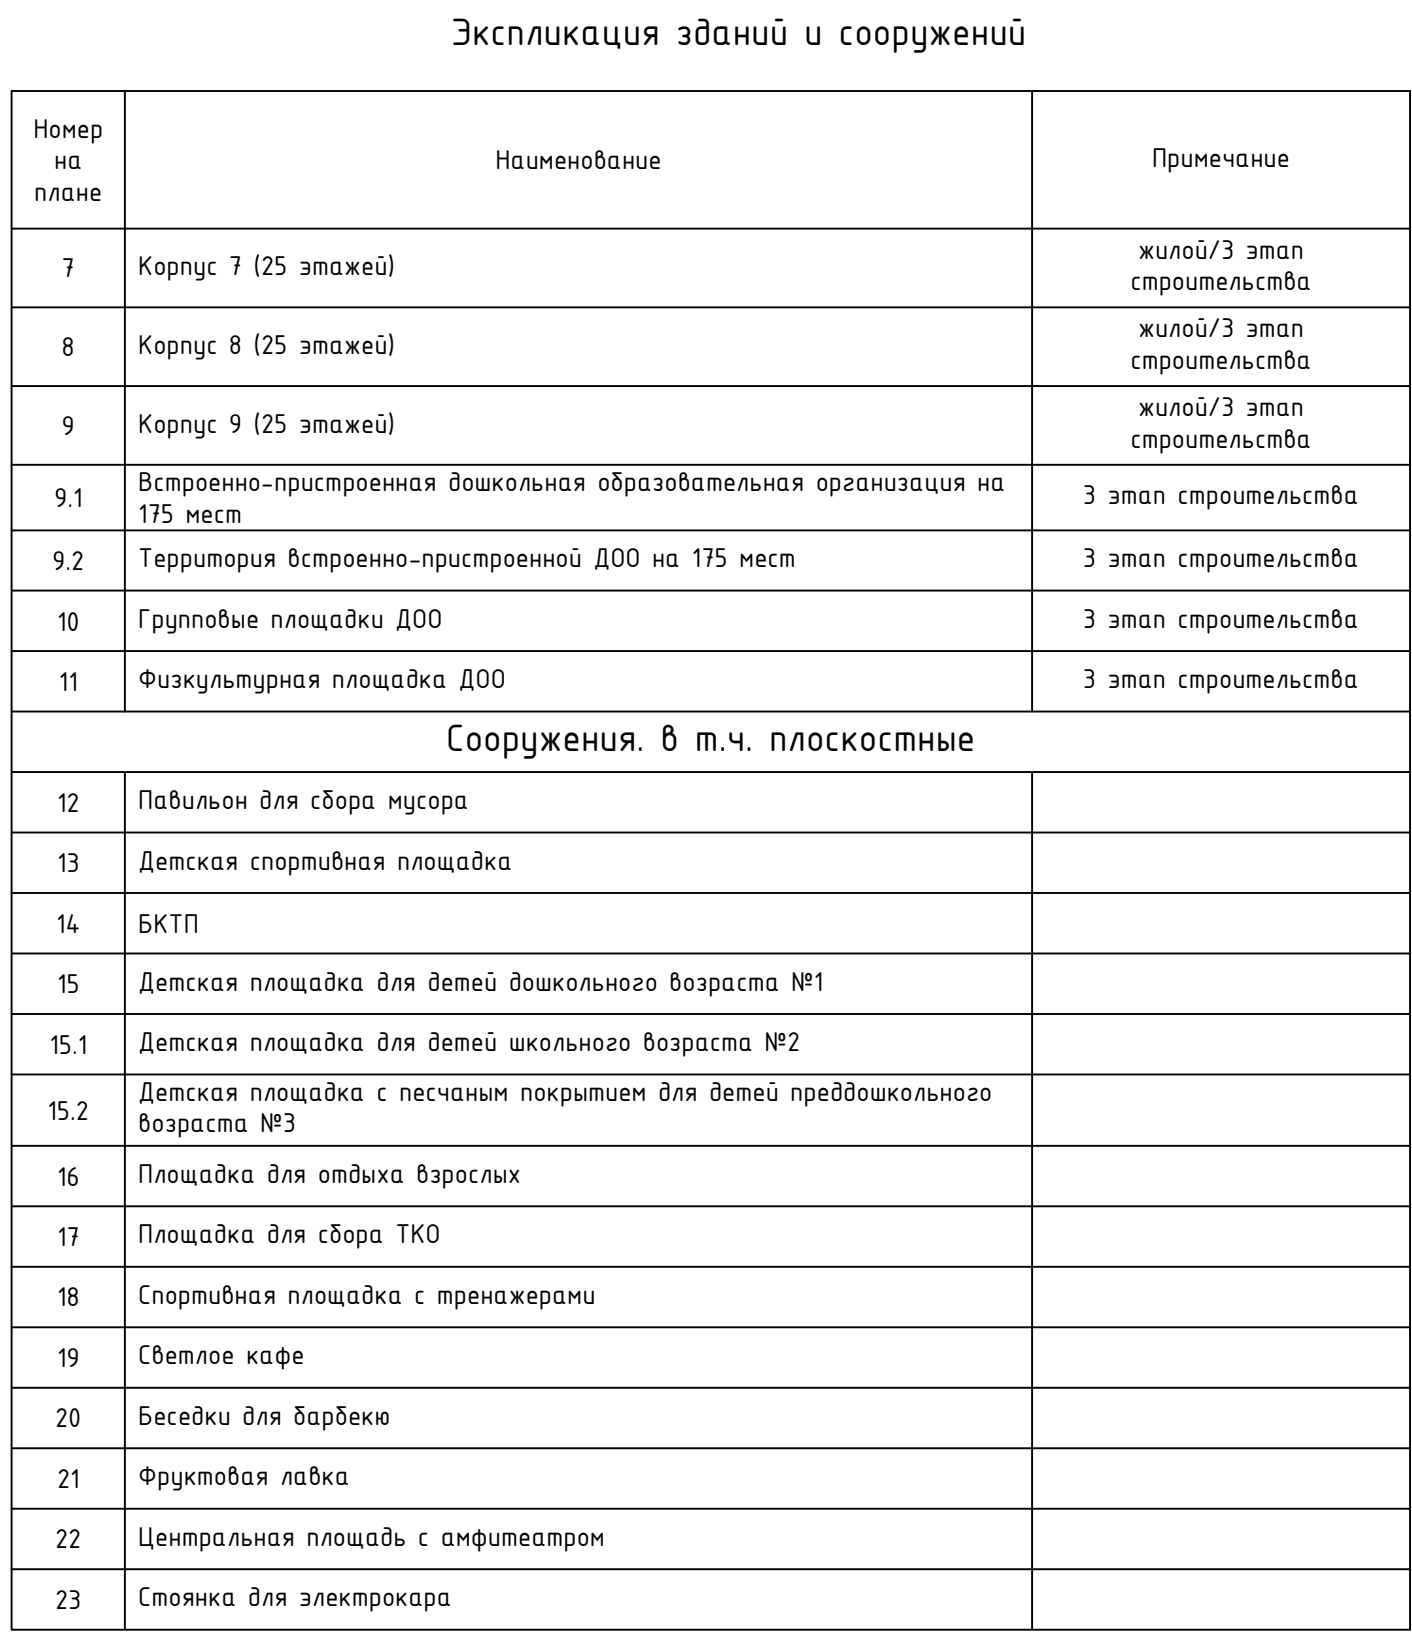 Экспликация зданий и сооружений
Номер
на
плане
Наименование
Примечание
7
Корпус 7 (25 этажей)
жилой/3 этап
строительства
8
Корпус 8 (25 этажей)
жилой/3 этап
строительства
9
Корпус 9 (25 этажей)
жилой/3 этап
строительства
9.1
Встроенно-пристроенная дошкольная образовательная организация на
175 мест
3 этап строительства
9.2
Территория встроенно-пристроенной ДОО на 175 мест
3 этап строительства
10
Групповые площадки ДОО
3 этап строительства
11
Физкультурная площадка ДОО
3 этап строительства
Сооружения. в т.ч. плоскостные
12
Павильон для сбора мусора
13
Детская спортивная площадка
14
БКТП
15
Детская площадка для детей дошкольного возраста №1
15.1
Детская площадка для детей школьного возраста №2
15.2
Детская площадка с песчаным покрытием для детей преддошкольного
возраста №3
16
Площадка для отдыха взрослых
17
Площадка для сбора ТКО
18
Спортивная площадка с тренажерами
19
Светлое кафе
20
Беседки для барбекю
21
Фруктовая лавка
22
Центральная площадь с амфитеатром
23
Стоянка для электрокара